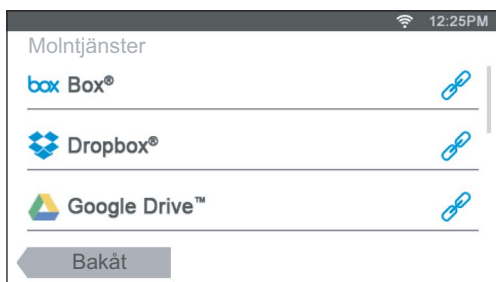 12:25PM
Molntjänster
box Box®
Dropbox®
Google Drive™
Bakåt